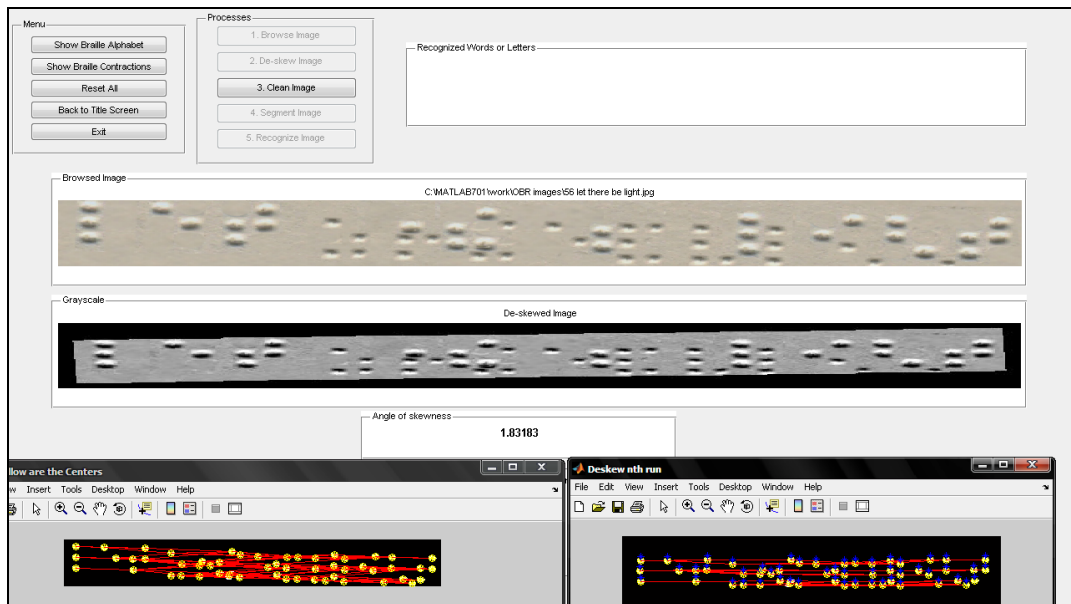 Menu
Show Braille Alphabet
Show Braille Contractions
Reset All
Back to Title Screen
Exit
Processes
1. Browse Image
2. De-skew Image
3. Clean Image
4. Segment Image
5. Recognize Image
Recognized Words or Letters
Browsed Image
C:\MATLAB701\work\OBR images\56 let there be light.jpg
Grayscale
De-skewed Image
Angle of skewness
1.83183
llow are the Centers
Insert Tools Desktop Window Help
Deskew nth run
File Edit View Insert Tools Desktop Window Help